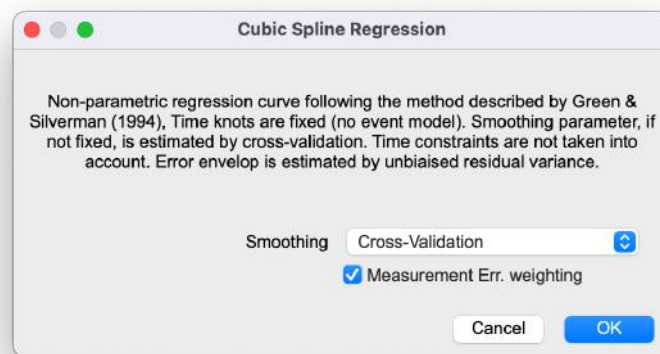 Cubic Spline Regression
Non-parametric regression curve following the method described by Green &
Silverman (1994), Time knots are fixed (no event model). Smoothing parameter, if
not fixed, is estimated by cross-validation. Time constraints are not taken into
account. Error envelop is estimated by unbiaised residual variance.
Smoothing Cross-Validation
Measurement Err. weighting
Cancel OK